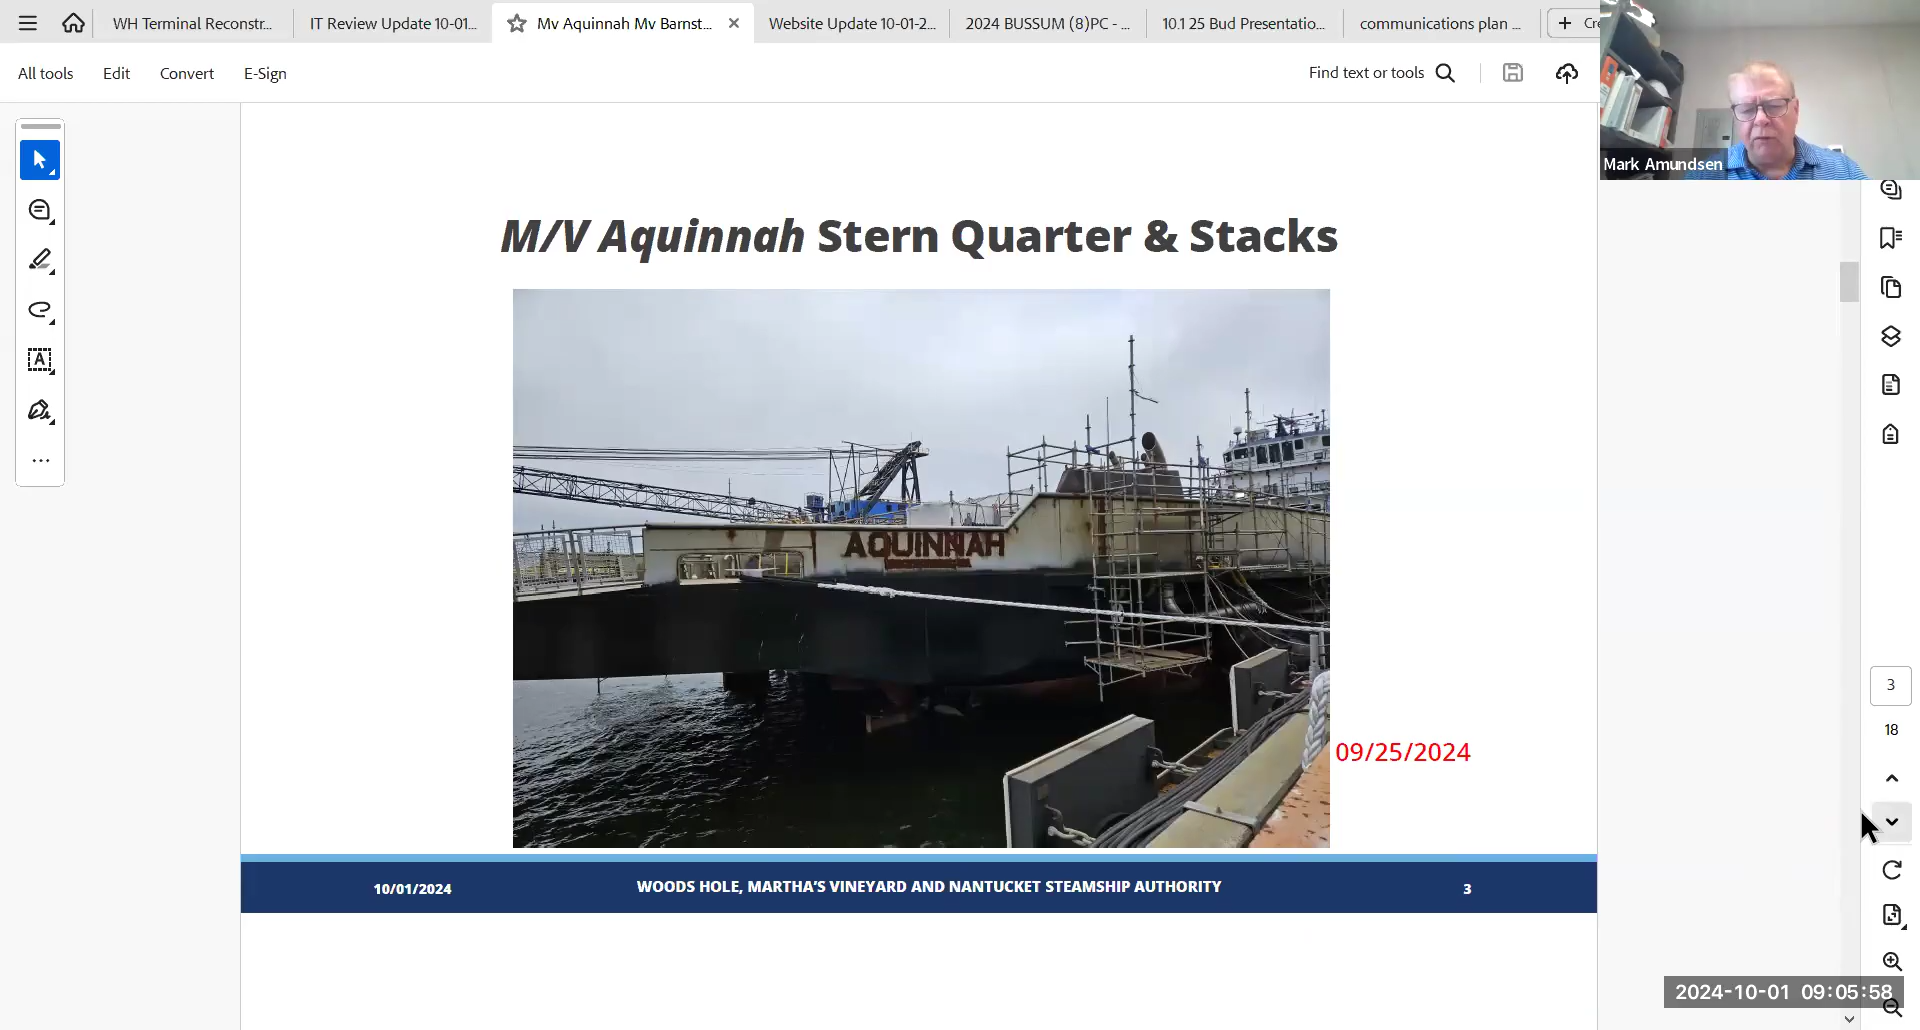 WH Terminal Reconstr...
IT Review Update 10-01...
Mv Aquinnah Mv Barnst...
Website Update 10-01-2...
2024 BUSSUM (8)PC - ...
10.1 25 Bud Presentatio...
communications plan ...
All tools
Edit
Convert
E-Sign
Find text or tools
Mark Amundsen
M/V Aquinnah Stern Quarter & Stacks
AQUINNAH
09/25/2024
3
18
10/01/2024
WOODS HOLE, MARTHA'S VINEYARD AND NANTUCKET STEAMSHIP AUTHORITY
3
2024-10-01 09:05:58